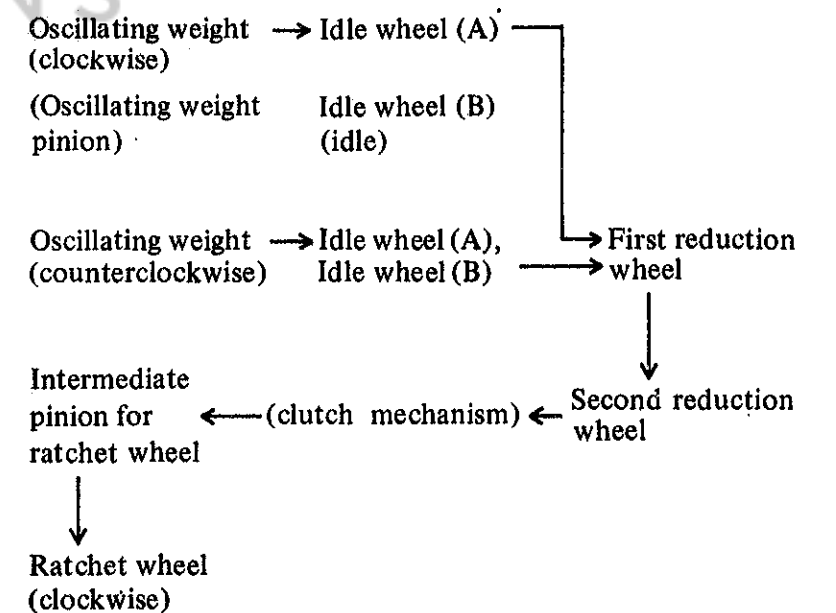 Oscillating weight → Idle wheel (A)
(clockwise)
(Oscillating weight Idle wheel (B)
pinion) (idle)
Oscillating weight → Idle wheel (A),
(counterclockwise) Idle wheel (B)
First reduction
wheel
Second reduction
wheel
(clutch mechanism)
Intermediate
pinion for
ratchet wheel
Ratchet wheel
(clockwise)